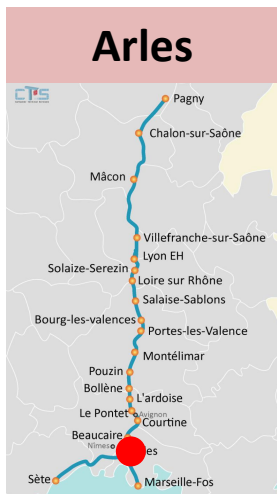 Arles
CTS
Pagny
Chalon-sur-Saône
Mâcon
Villefranche-sur-Saône
Lyon EH
Solaize-Serezin
Loire sur Rhône
Salaise-Sablons
Bourg-les-valences
Portes-les-Valence
Montélimar
Pouzin
Bollène
L'ardoise
Le Pontet
Avignon
Courtine
Beaucaire
Nîmes
es
Sète
Marseille-Fos